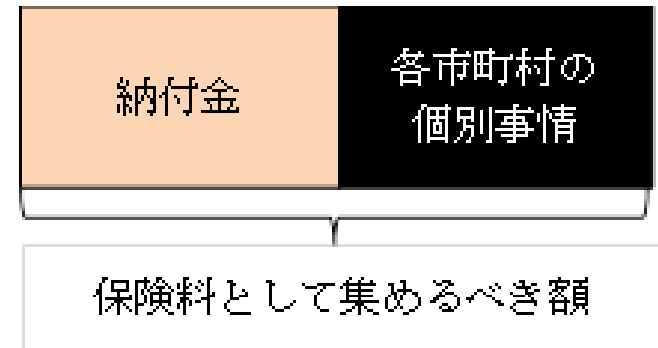 納付金
各市町村の
個別事情
保険料として集めるべき額